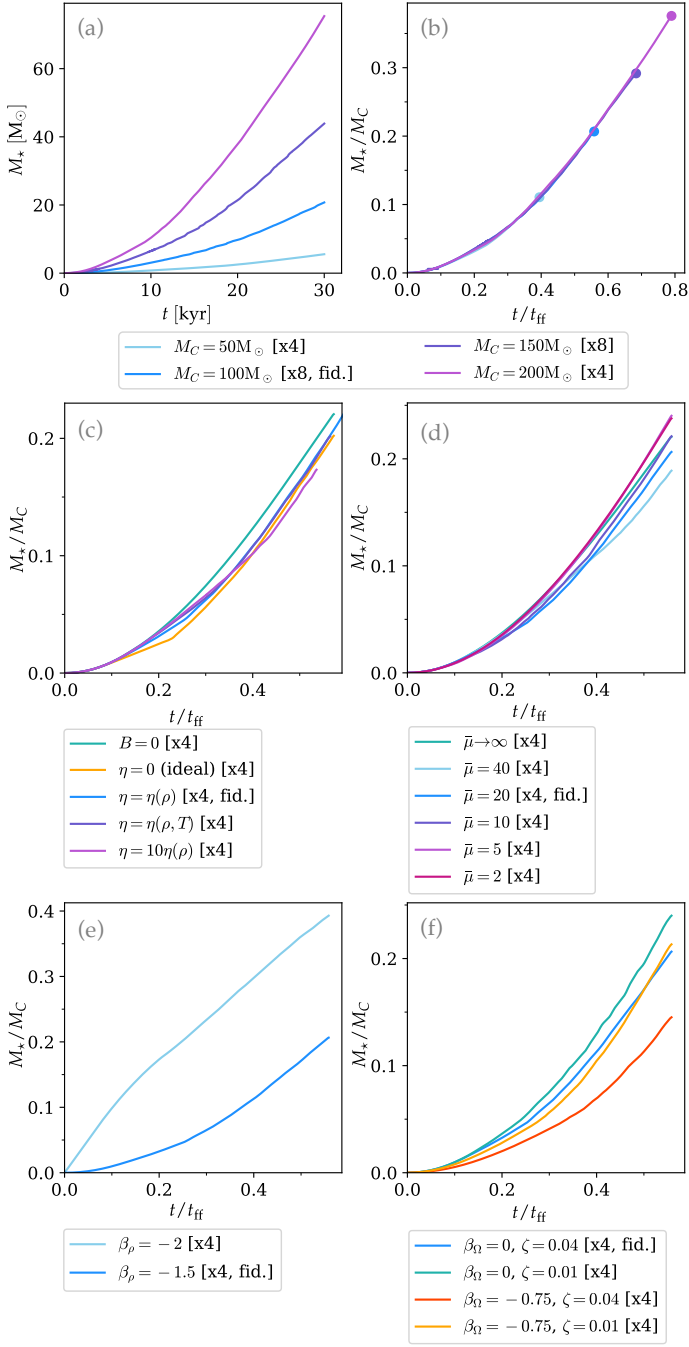 (a)
M⋆ [M⊙]
60
40
20
0
0 10 20 30
t [kyr]
(b)
M⋆/M_C
0.3
0.2
0.1
0.0
0.0 0.2 0.4 0.6 0.8
t/t_ff
M_C = 50M⊙ [x4]
M_C = 100M⊙ [x8, fid.]
M_C = 150M⊙ [x8]
M_C = 200M⊙ [x4]
(c)
M⋆/M_C
0.2
0.1
0.0
0.0 0.2 0.4
t/t_ff
B = 0 [x4]
η = 0 (ideal) [x4]
η = η(ρ) [x4, fid.]
η = η(ρ, T) [x4]
η = 10η(ρ) [x4]
(d)
M⋆/M_C
0.2
0.1
0.0
0.0 0.2 0.4
t/t_ff
μ̄→∞ [x4]
μ̄ = 40 [x4]
μ̄ = 20 [x4, fid.]
μ̄ = 10 [x4]
μ̄ = 5 [x4]
μ̄ = 2 [x4]
(e)
M⋆/M_C
0.4
0.3
0.2
0.1
0.0
0.0 0.2 0.4
t/t_ff
β_ρ = −2 [x4]
β_ρ = −1.5 [x4, fid.]
(f)
M⋆/M_C
0.2
0.1
0.0
0.0 0.2 0.4
t/t_ff
β_Ω = 0, ζ = 0.04 [x4, fid.]
β_Ω = 0, ζ = 0.01 [x4]
β_Ω = −0.75, ζ = 0.04 [x4]
β_Ω = −0.75, ζ = 0.01 [x4]